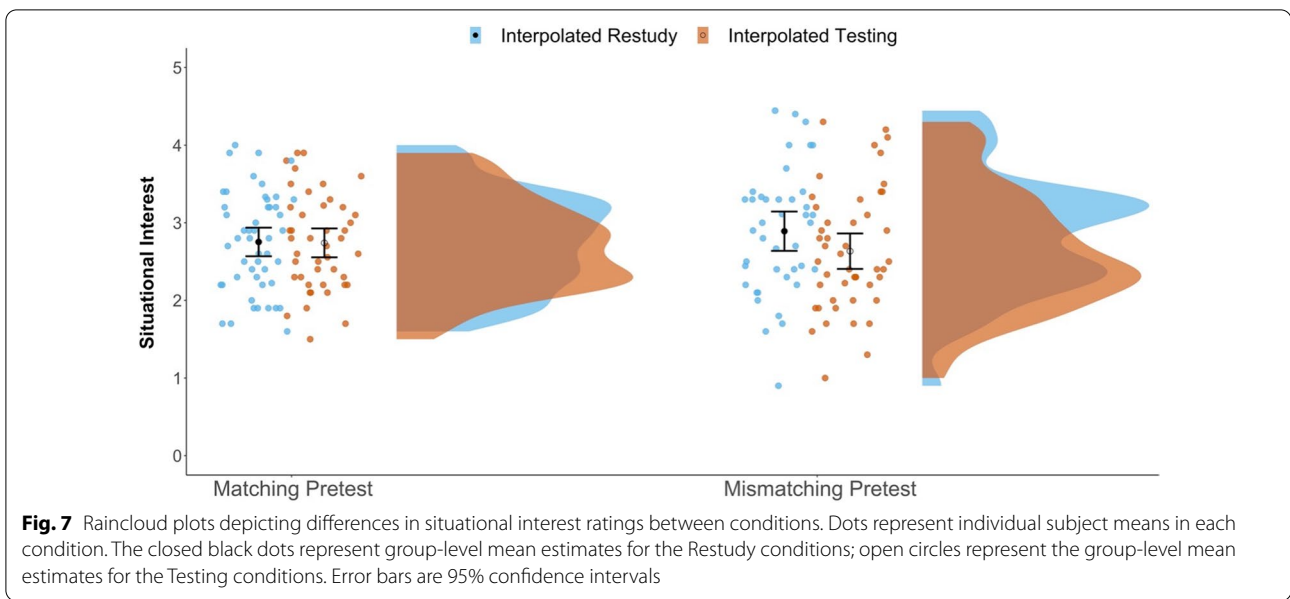 Interpolated Restudy Interpolated Testing
5
4
3
2
1
0
Situational Interest
Matching Pretest Mismatching Pretest
Fig. 7 Raincloud plots depicting differences in situational interest ratings between conditions. Dots represent individual subject means in each
condition. The closed black dots represent group-level mean estimates for the Restudy conditions; open circles represent the group-level mean
estimates for the Testing conditions. Error bars are 95% confidence intervals